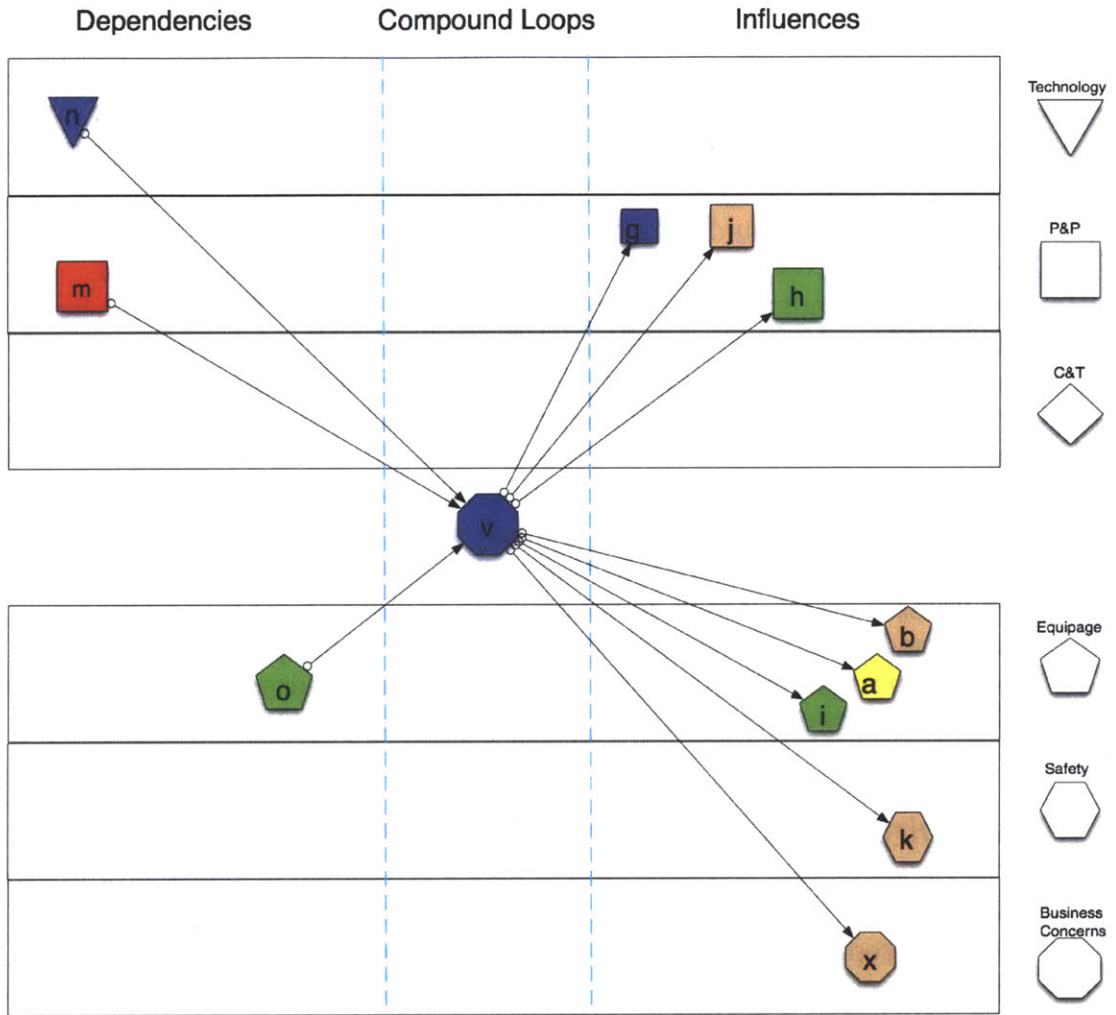 Dependencies
Compound Loops
Influences
Technology
n
P&P
g
j
m
h
C&T
v
Equipage
b
a
o
i
Safety
k
Business
Concerns
x